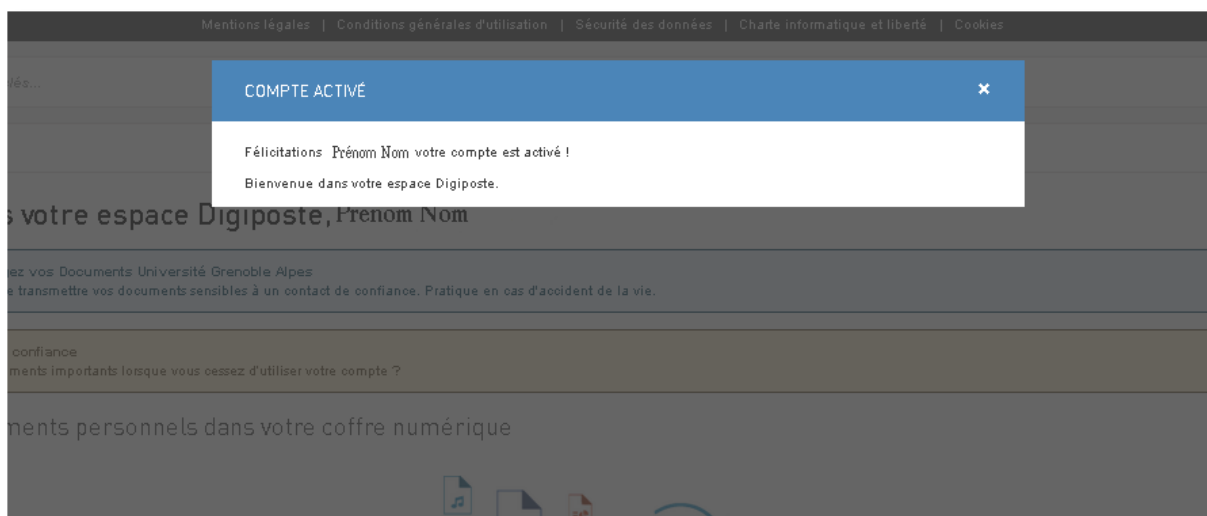 Mentions légales | Conditions générales d'utilisation | Sécurité des données | Charte informatique et liberté | Cookies
clés...
COMPTE ACTIVÉ ×
Félicitations Prénom Nom votre compte est activé !
Bienvenue dans votre espace Digiposte.
s votre espace Digiposte, Prenom Nom
gez vos Documents Université Grenoble Alpes
e transmettre vos documents sensibles à un contact de confiance. Pratique en cas d'accident de la vie.
confiance
ments importants lorsque vous cessez d'utiliser votre compte ?
ments personnels dans votre coffre numérique